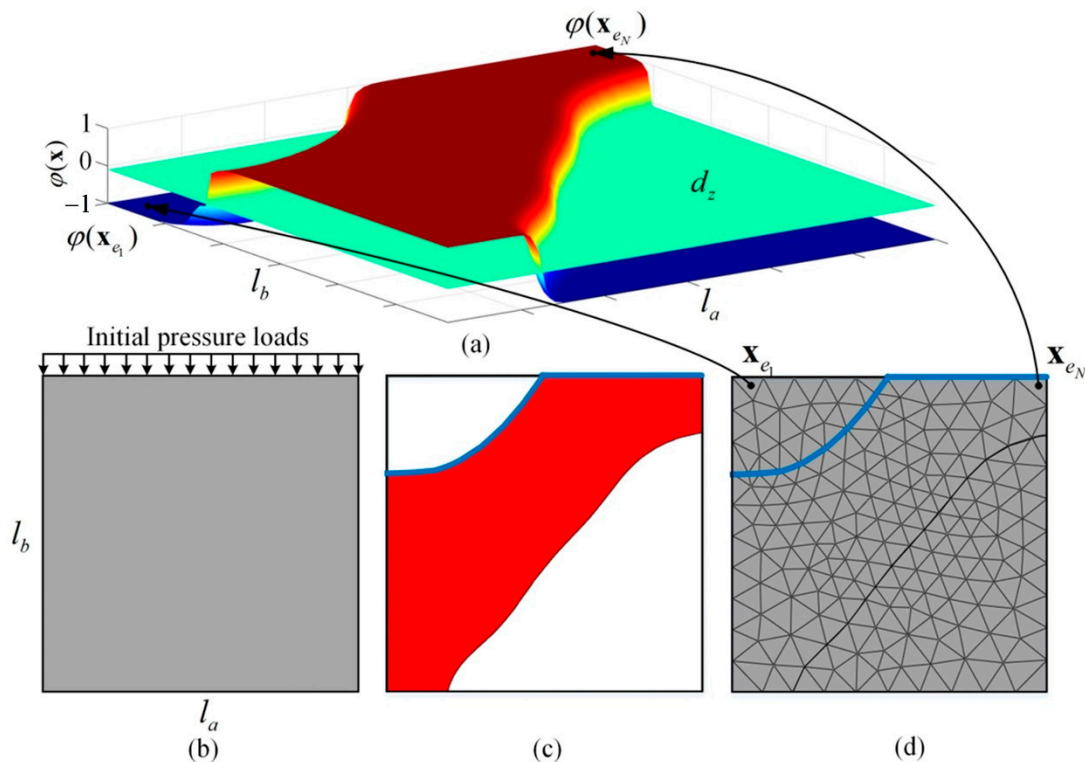 φ(x_{e_N})
1
0
−1
φ(x)
φ(x_{e_1})
d_z
l_b
l_a
(a)
Initial pressure loads
x_{e_1}
x_{e_N}
l_b
l_a
(b)
(c)
(d)